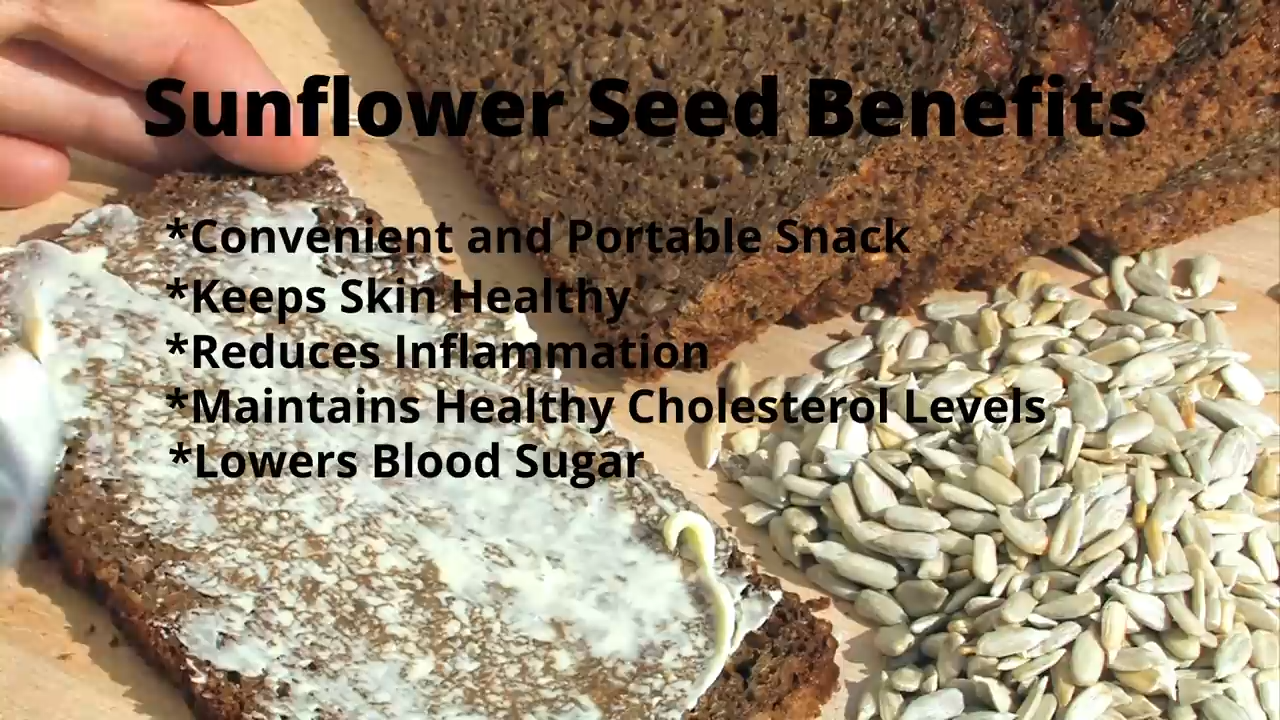 Sunflower Seed Benefits
*Convenient and Portable Snack
*Keeps Skin Healthy
*Reduces Inflammation
*Maintains Healthy Cholesterol Levels
*Lowers Blood Sugar